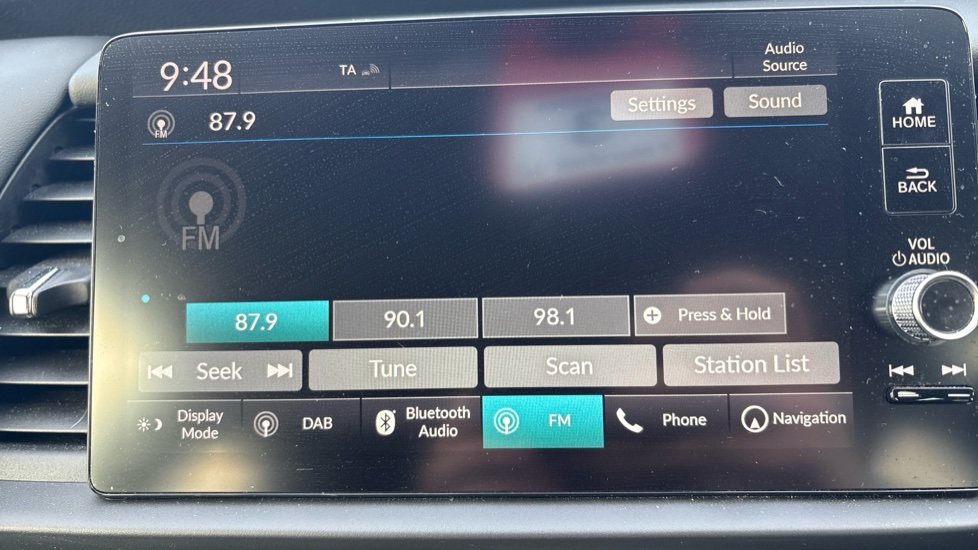 9:48
TA
Audio
Source
FM
87.9
Settings
Sound
HOME
BACK
FM
VOL
AUDIO
87.9
90.1
98.1
Press & Hold
Seek
Tune
Scan
Station List
Display
Mode
DAB
Bluetooth
Audio
FM
Phone
Navigation